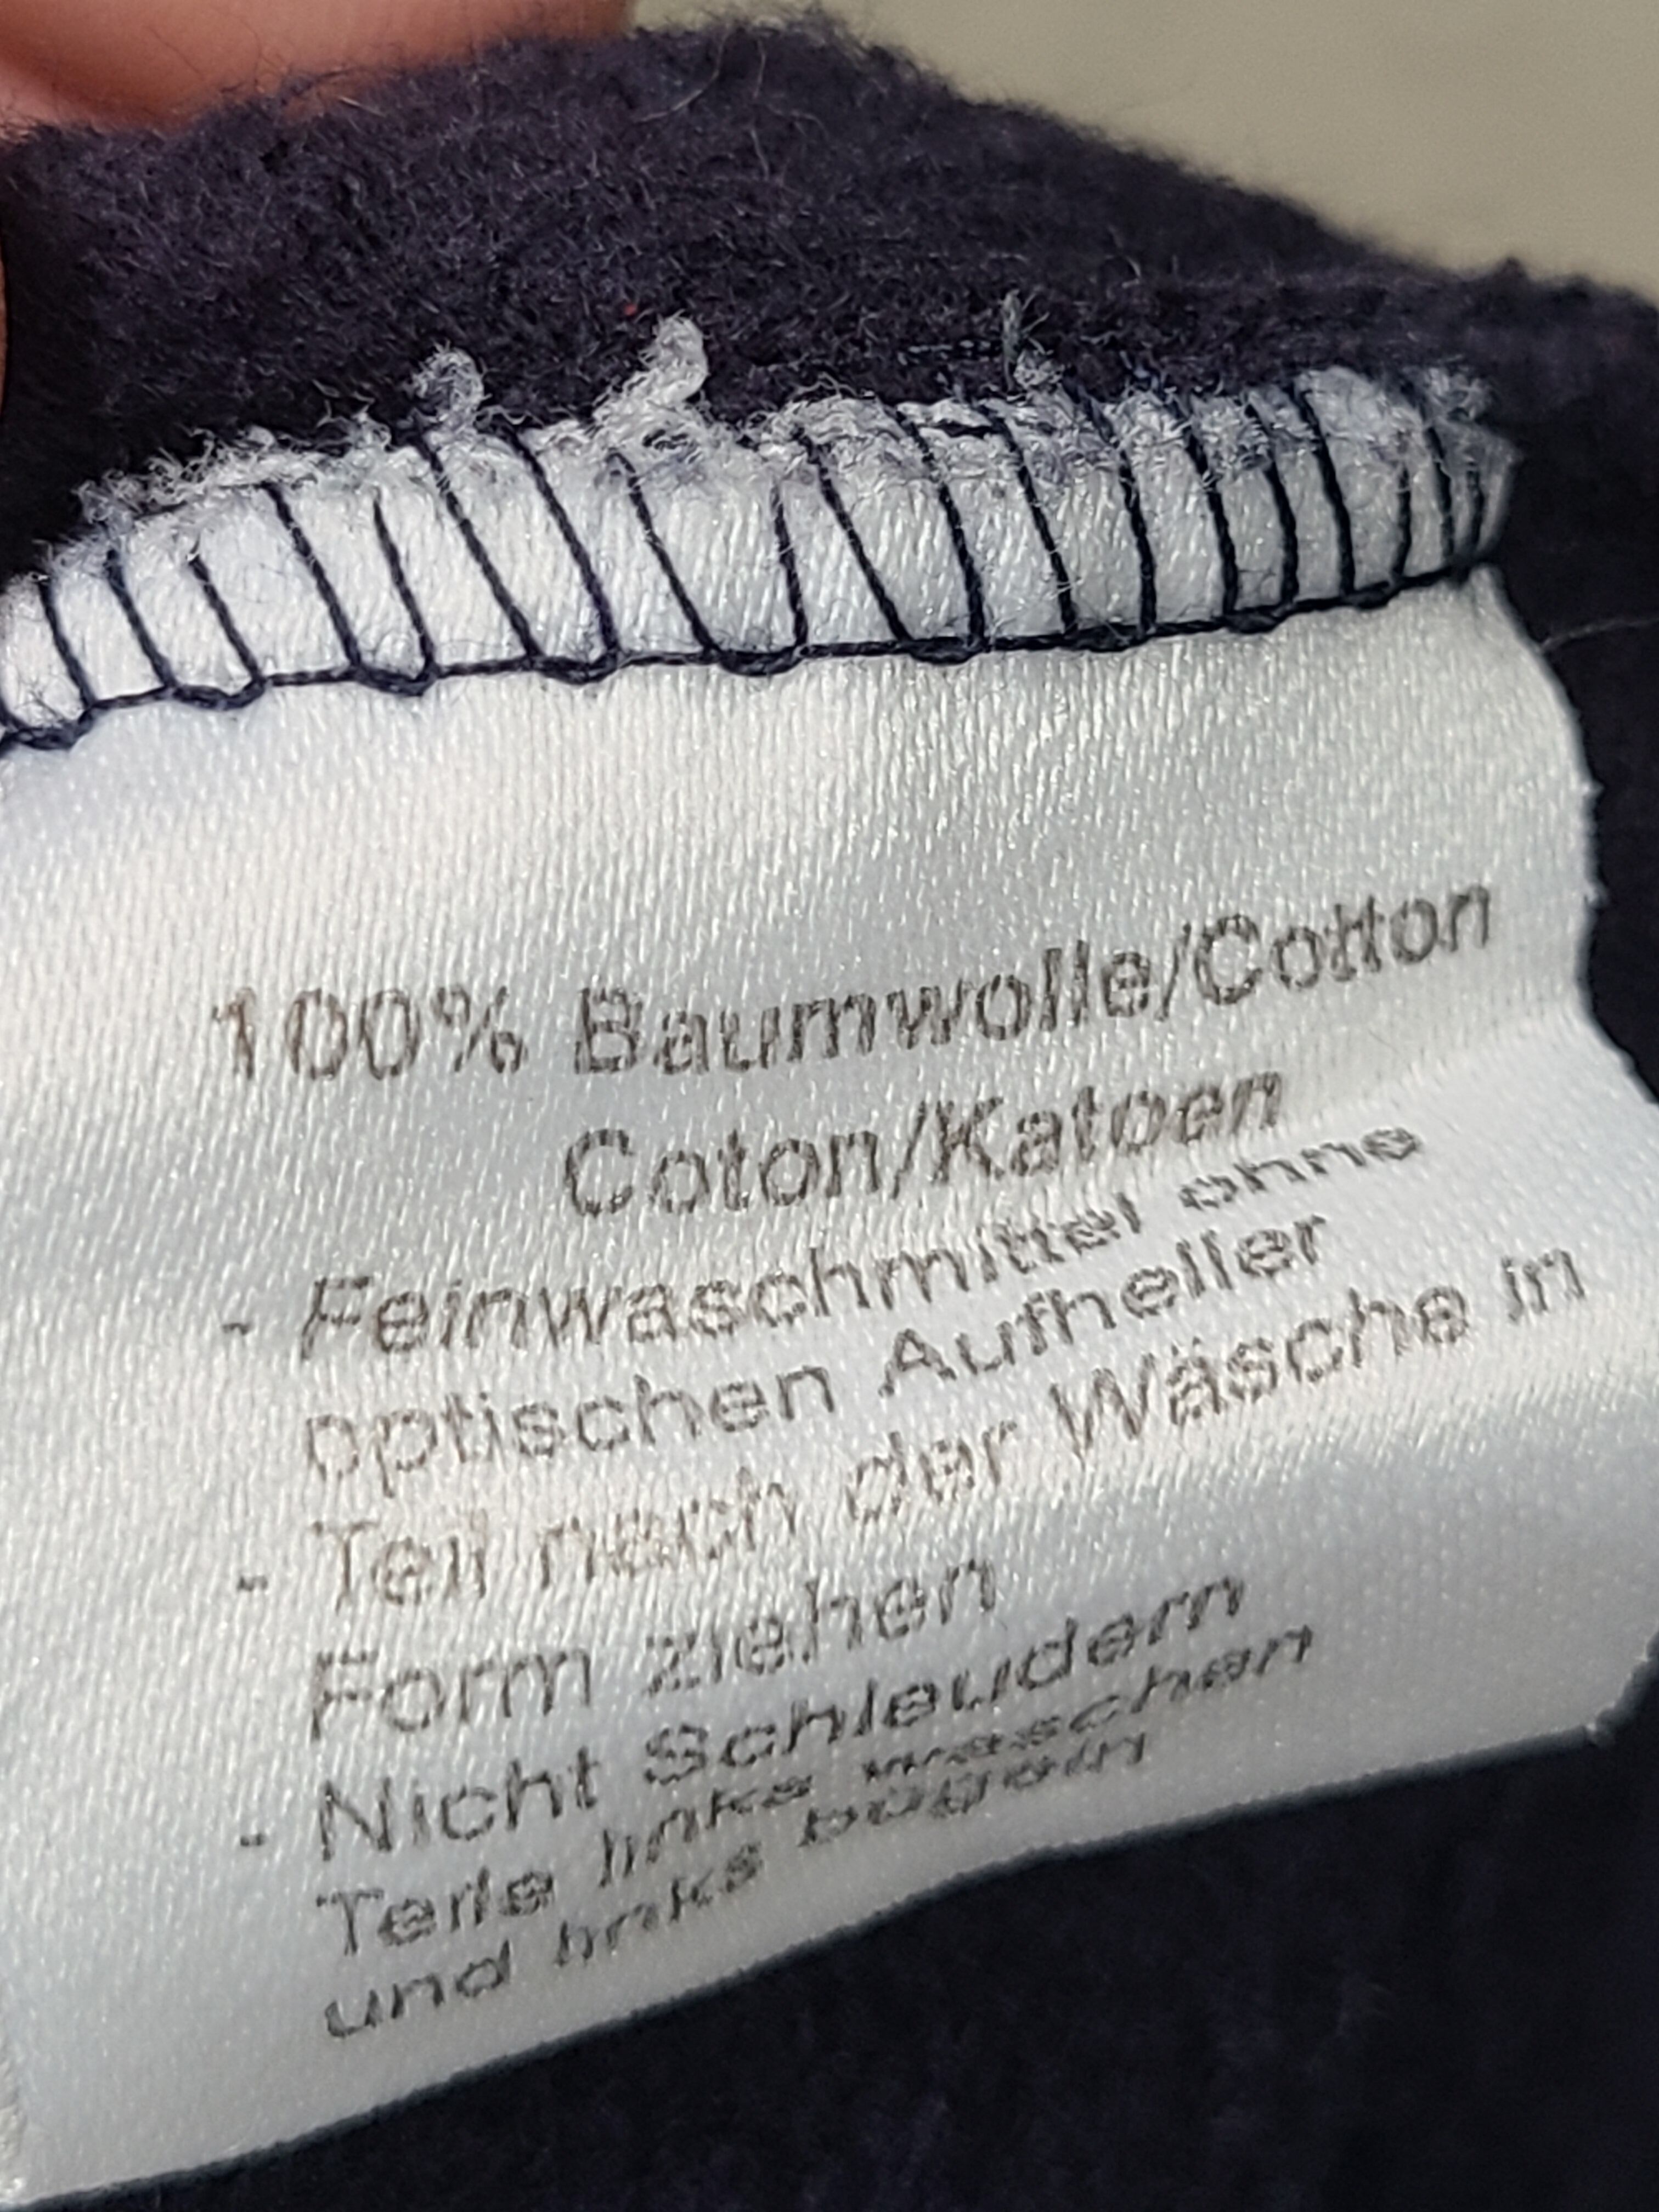 100% Baumwolle/Cotton
Coton/Katoen
- Feinwaschmittel ohne
optischen Aufheller
- Teil nach der Wäsche in
Form ziehen
- Nicht Schleudern
Teile links waschen
und links bügeln